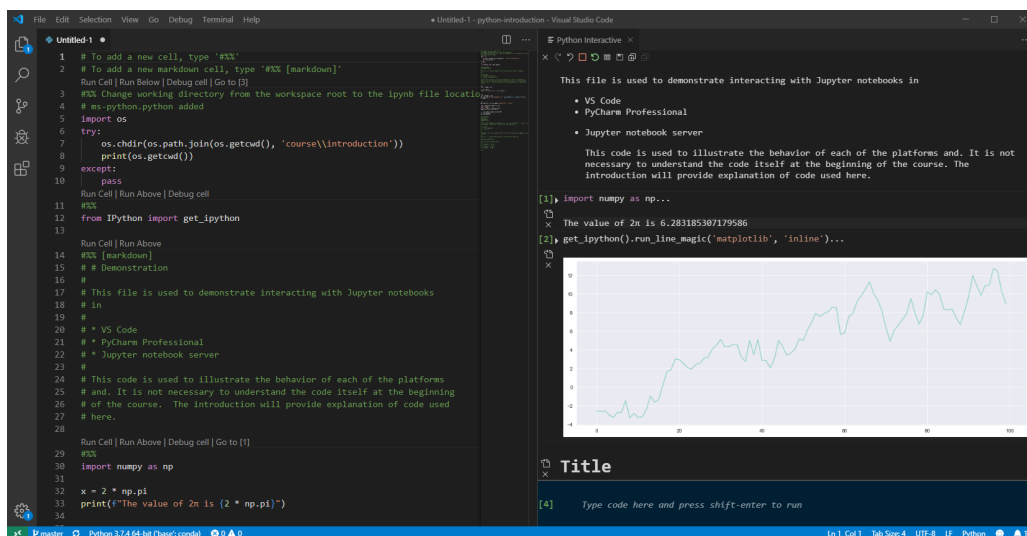 File Edit Selection View Go Debug Terminal Help
● Untitled-1 - python-introduction - Visual Studio Code
Untitled-1 ●
1 # To add a new cell, type '#%%'
2 # To add a new markdown cell, type '#%% [markdown]'
Run Cell | Run Below | Debug cell | Go to [3]
3 #%% Change working directory from the workspace root to the ipynb file locatio
4 # ms-python.python added
5 import os
6 try:
7 os.chdir(os.path.join(os.getcwd(), 'course\\introduction'))
8 print(os.getcwd())
9 except:
10 pass
Run Cell | Run Above | Debug cell
11 #%%
12 from IPython import get_ipython
13
Run Cell | Run Above
14 #%% [markdown]
15 # # Demonstration
16 #
17 # This file is used to demonstrate interacting with Jupyter notebooks
18 # in
19 #
20 # * VS Code
21 # * PyCharm Professional
22 # * Jupyter notebook server
23 #
24 # This code is used to illustrate the behavior of each of the platforms
25 # and. It is not necessary to understand the code itself at the beginning
26 # of the course.  The introduction will provide explanation of code used
27 # here.
28
Run Cell | Run Above | Debug cell | Go to [1]
29 #%%
30 import numpy as np
31
32 x = 2 * np.pi
33 print(f"The value of 2π is {2 * np.pi}")
34
Python Interactive
This file is used to demonstrate interacting with Jupyter notebooks in
• VS Code
• PyCharm Professional
• Jupyter notebook server
This code is used to illustrate the behavior of each of the platforms and. It is not
necessary to understand the code itself at the beginning of the course. The
introduction will provide explanation of code used here.
[1] import numpy as np...
The value of 2π is 6.283185307179586
[2] get_ipython().run_line_magic('matplotlib', 'inline')...
12
10
8
6
4
2
0
-2
-4
0 20 40 60 80 100
Title
[4] Type code here and press shift-enter to run
master Python 3.7.4 64-bit ('base': conda) 0 0
Ln 1, Col 1 Tab Size: 4 UTF-8 LF Python